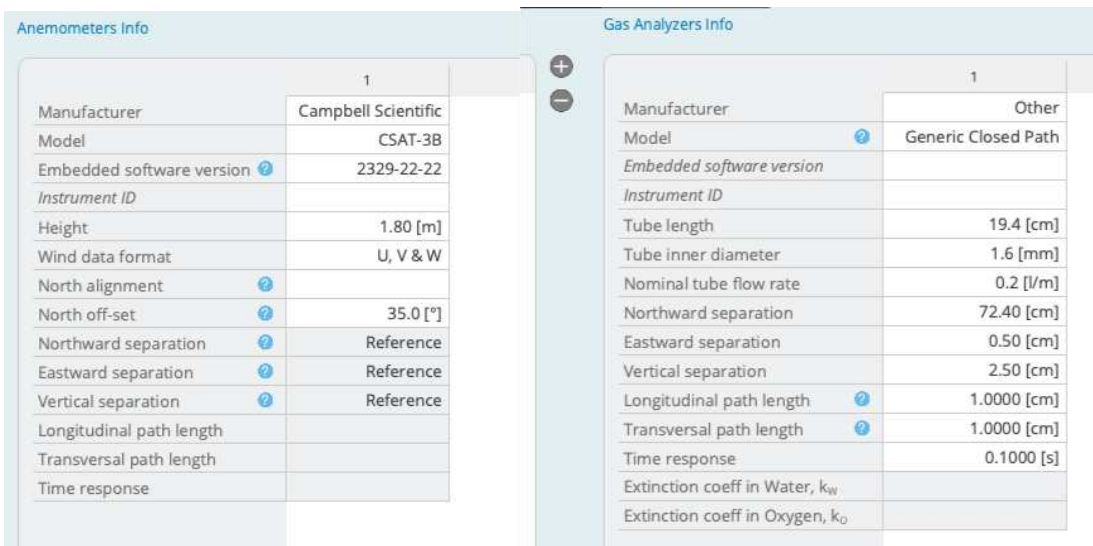 Anemometers Info
1
Manufacturer Campbell Scientific
Model CSAT-3B
Embedded software version 2329-22-22
Instrument ID
Height 1.80 [m]
Wind data format U, V & W
North alignment
North off-set 35.0 [°]
Northward separation Reference
Eastward separation Reference
Vertical separation Reference
Longitudinal path length
Transversal path length
Time response
Gas Analyzers Info
1
Manufacturer Other
Model Generic Closed Path
Embedded software version
Instrument ID
Tube length 19.4 [cm]
Tube inner diameter 1.6 [mm]
Nominal tube flow rate 0.2 [l/m]
Northward separation 72.40 [cm]
Eastward separation 0.50 [cm]
Vertical separation 2.50 [cm]
Longitudinal path length 1.0000 [cm]
Transversal path length 1.0000 [cm]
Time response 0.1000 [s]
Extinction coeff in Water, kW
Extinction coeff in Oxygen, kO